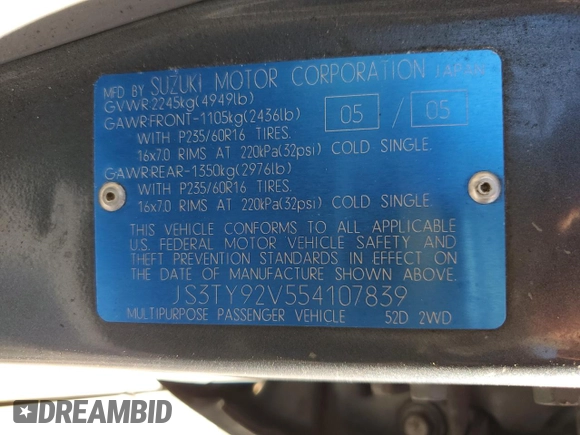 MFD BY SUZUKI MOTOR CORPORATION JAPAN
GVWR:2245kg(4949lb)
GAWR:FRONT-1105kg(2436lb) 05 / 05
WITH P235/60R16 TIRES.
16x7.0 RIMS AT 220kPa(32psi) COLD SINGLE.
GAWR:REAR-1350kg(2976lb)
WITH P235/60R16 TIRES.
16x7.0 RIMS AT 220kPa(32psi) COLD SINGLE.
THIS VEHICLE CONFORMS TO ALL APPLICABLE
U.S. FEDERAL MOTOR VEHICLE SAFETY AND
THEFT PREVENTION STANDARDS IN EFFECT ON
THE DATE OF MANUFACTURE SHOWN ABOVE.
JS3TY92V554107839
MULTIPURPOSE PASSENGER VEHICLE 52D 2WD
DREAMBID